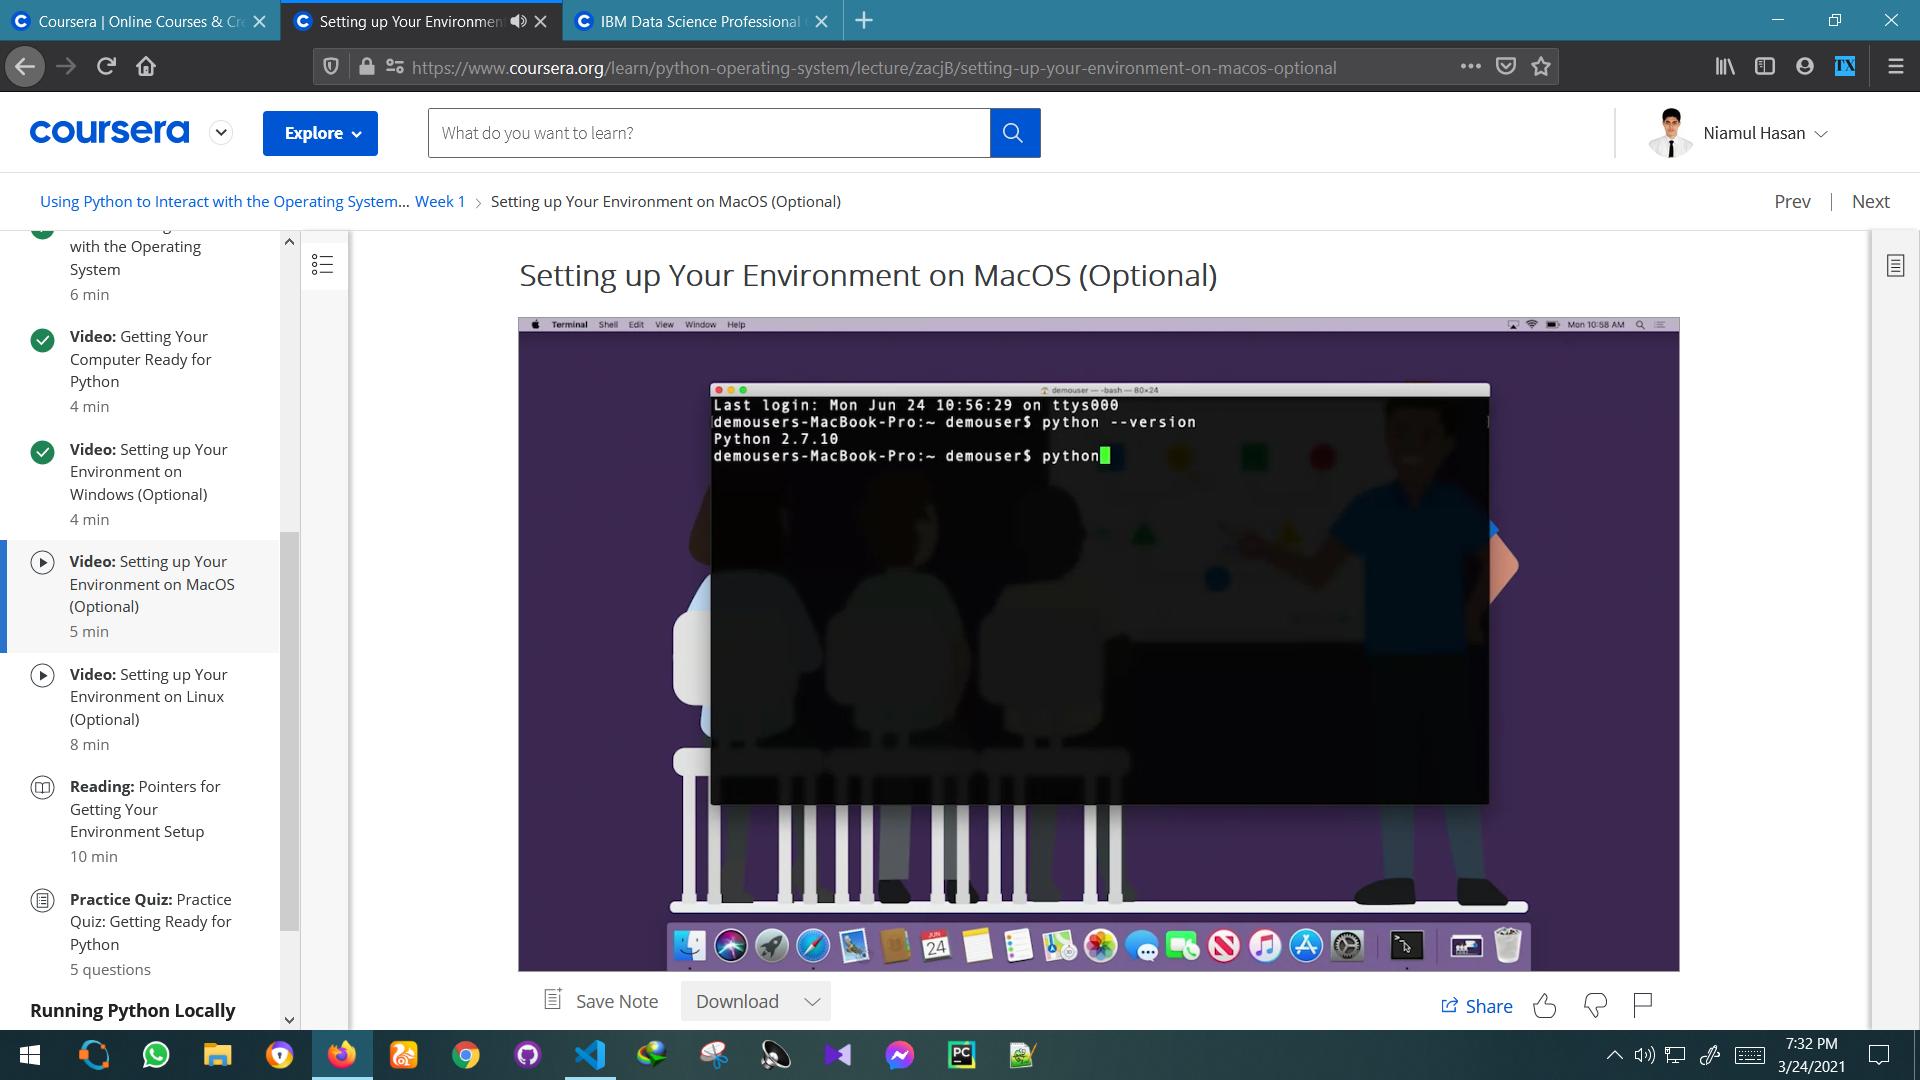 Coursera | Online Courses & Cre
Setting up Your Environmen
IBM Data Science Professional
https://www.coursera.org/learn/python-operating-system/lecture/zacjB/setting-up-your-environment-on-macos-optional
TX
coursera
Explore
What do you want to learn?
Niamul Hasan
Using Python to Interact with the Operating System... Week 1 > Setting up Your Environment on MacOS (Optional)
Prev | Next
with the Operating
System
6 min
Video: Getting Your
Computer Ready for
Python
4 min
Video: Setting up Your
Environment on
Windows (Optional)
4 min
Video: Setting up Your
Environment on MacOS
(Optional)
5 min
Video: Setting up Your
Environment on Linux
(Optional)
8 min
Reading: Pointers for
Getting Your
Environment Setup
10 min
Practice Quiz: Practice
Quiz: Getting Ready for
Python
5 questions
Running Python Locally
Setting up Your Environment on MacOS (Optional)
Terminal Shell Edit View Window Help
Mon 10:58 AM
demouser — -bash — 80×24
Last login: Mon Jun 24 10:56:29 on ttys000
demousers-MacBook-Pro:~ demouser$ python --version
Python 2.7.10
demousers-MacBook-Pro:~ demouser$ python
JUN
24
Save Note
Download
Share
PC
7:32 PM
3/24/2021